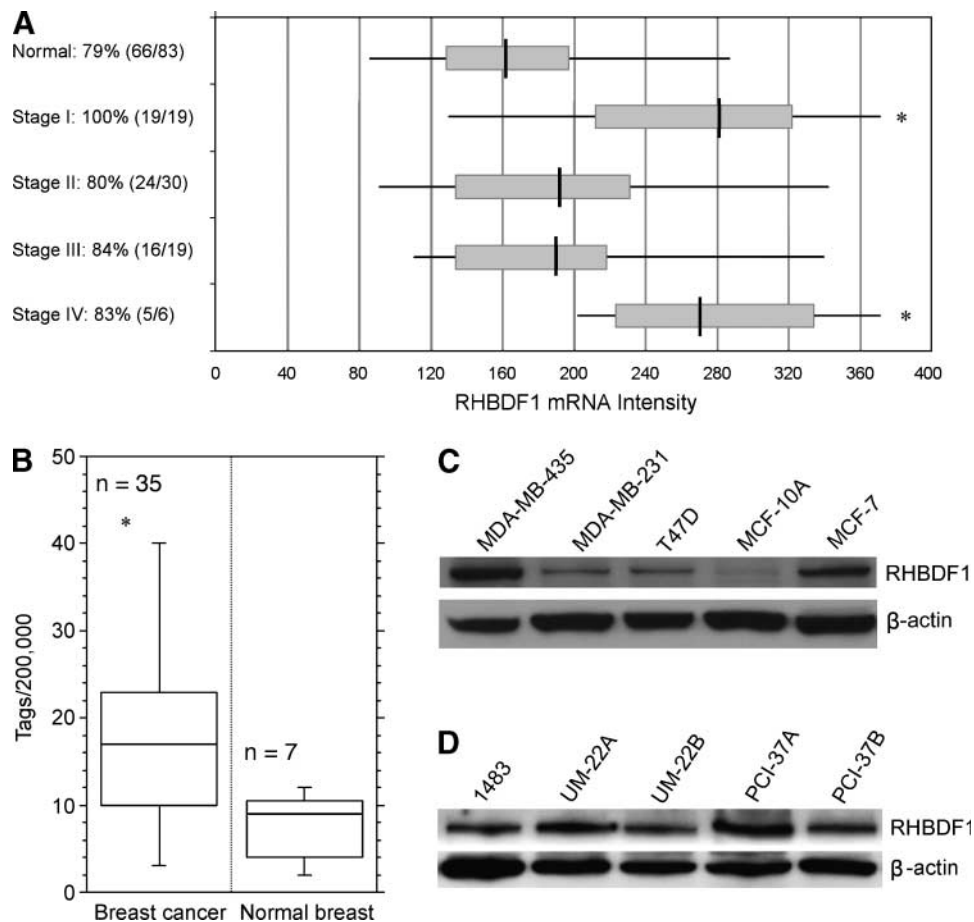 A
Normal: 79% (66/83)
Stage I: 100% (19/19)
*
Stage II: 80% (24/30)
Stage III: 84% (16/19)
Stage IV: 83% (5/6)
*
0 40 80 120 160 200 240 280 320 360 400
RHBDF1 mRNA Intensity
B
Tags/200,000
50
40
30
20
10
0
n = 35
*
n = 7
Breast cancer Normal breast
C
MDA-MB-435 MDA-MB-231 T47D MCF-10A MCF-7
RHBDF1
β-actin
D
1483 UM-22A UM-22B PCI-37A PCI-37B
RHBDF1
β-actin